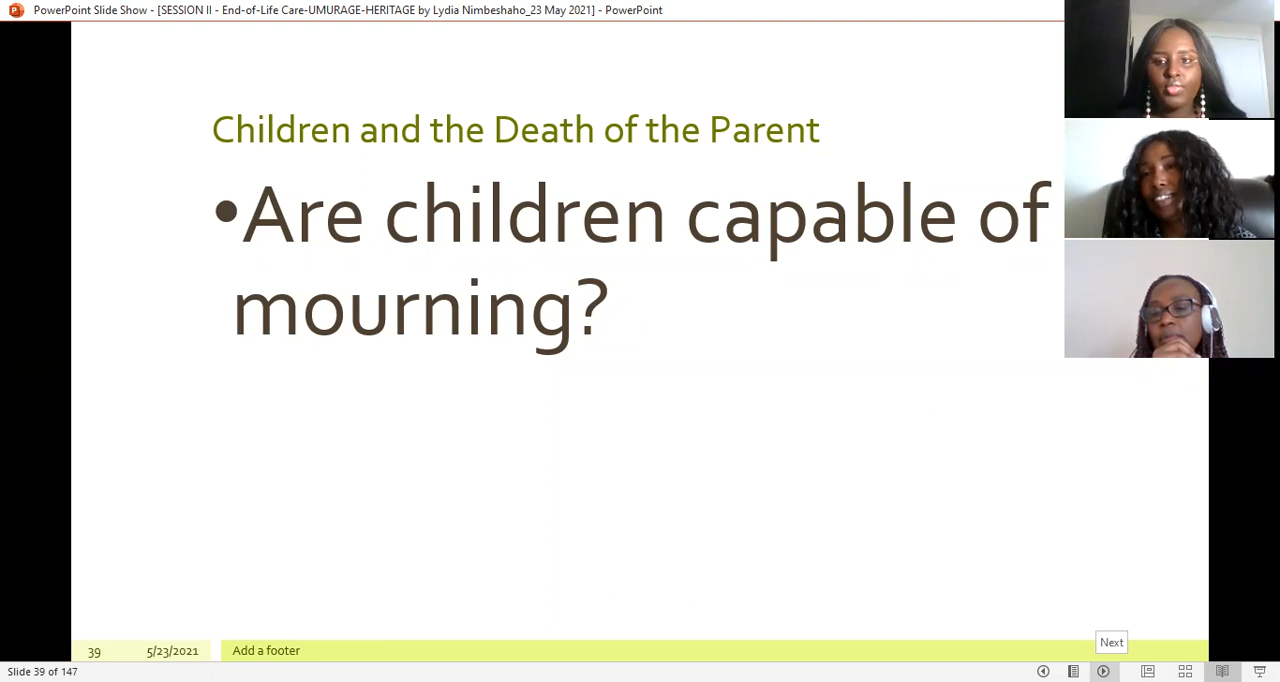 PowerPoint Slide Show - [SESSION II - End-of-Life Care-UMURAGE-HERITAGE by Lydia Nimbeshaho_23 May 2021] - PowerPoint
Children and the Death of the Parent
•Are children capable of
mourning?
39 5/23/2021 Add a footer
Next
Slide 39 of 147